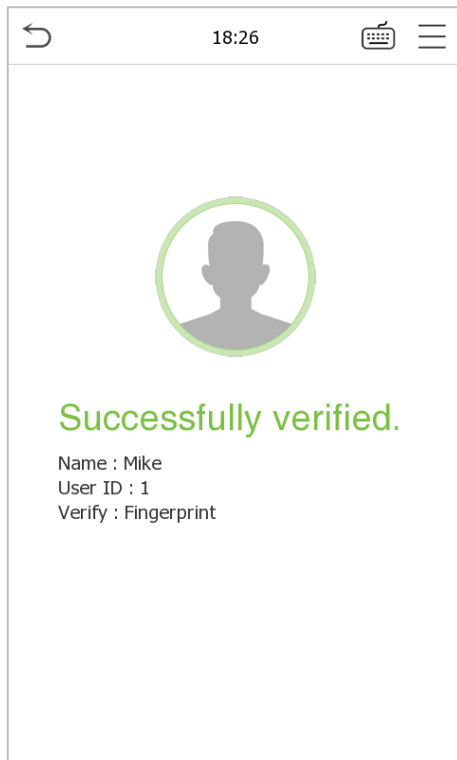 18:26
Successfully verified.
Name : Mike
User ID : 1
Verify : Fingerprint